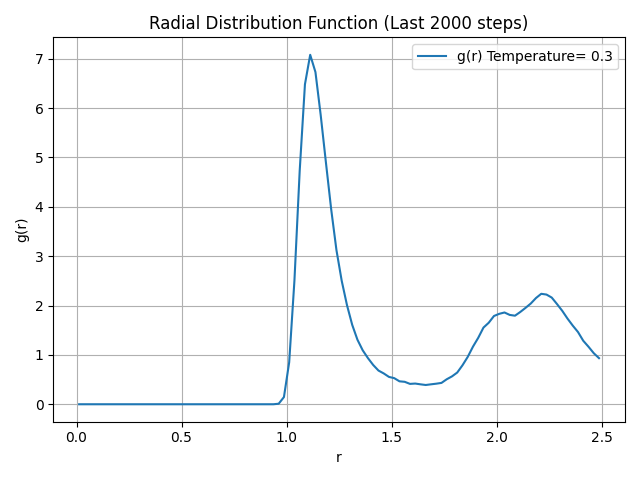 Radial Distribution Function (Last 2000 steps)
g(r) Temperature= 0.3
7
6
5
4
3
2
1
0
g(r)
0.0 0.5 1.0 1.5 2.0 2.5
r